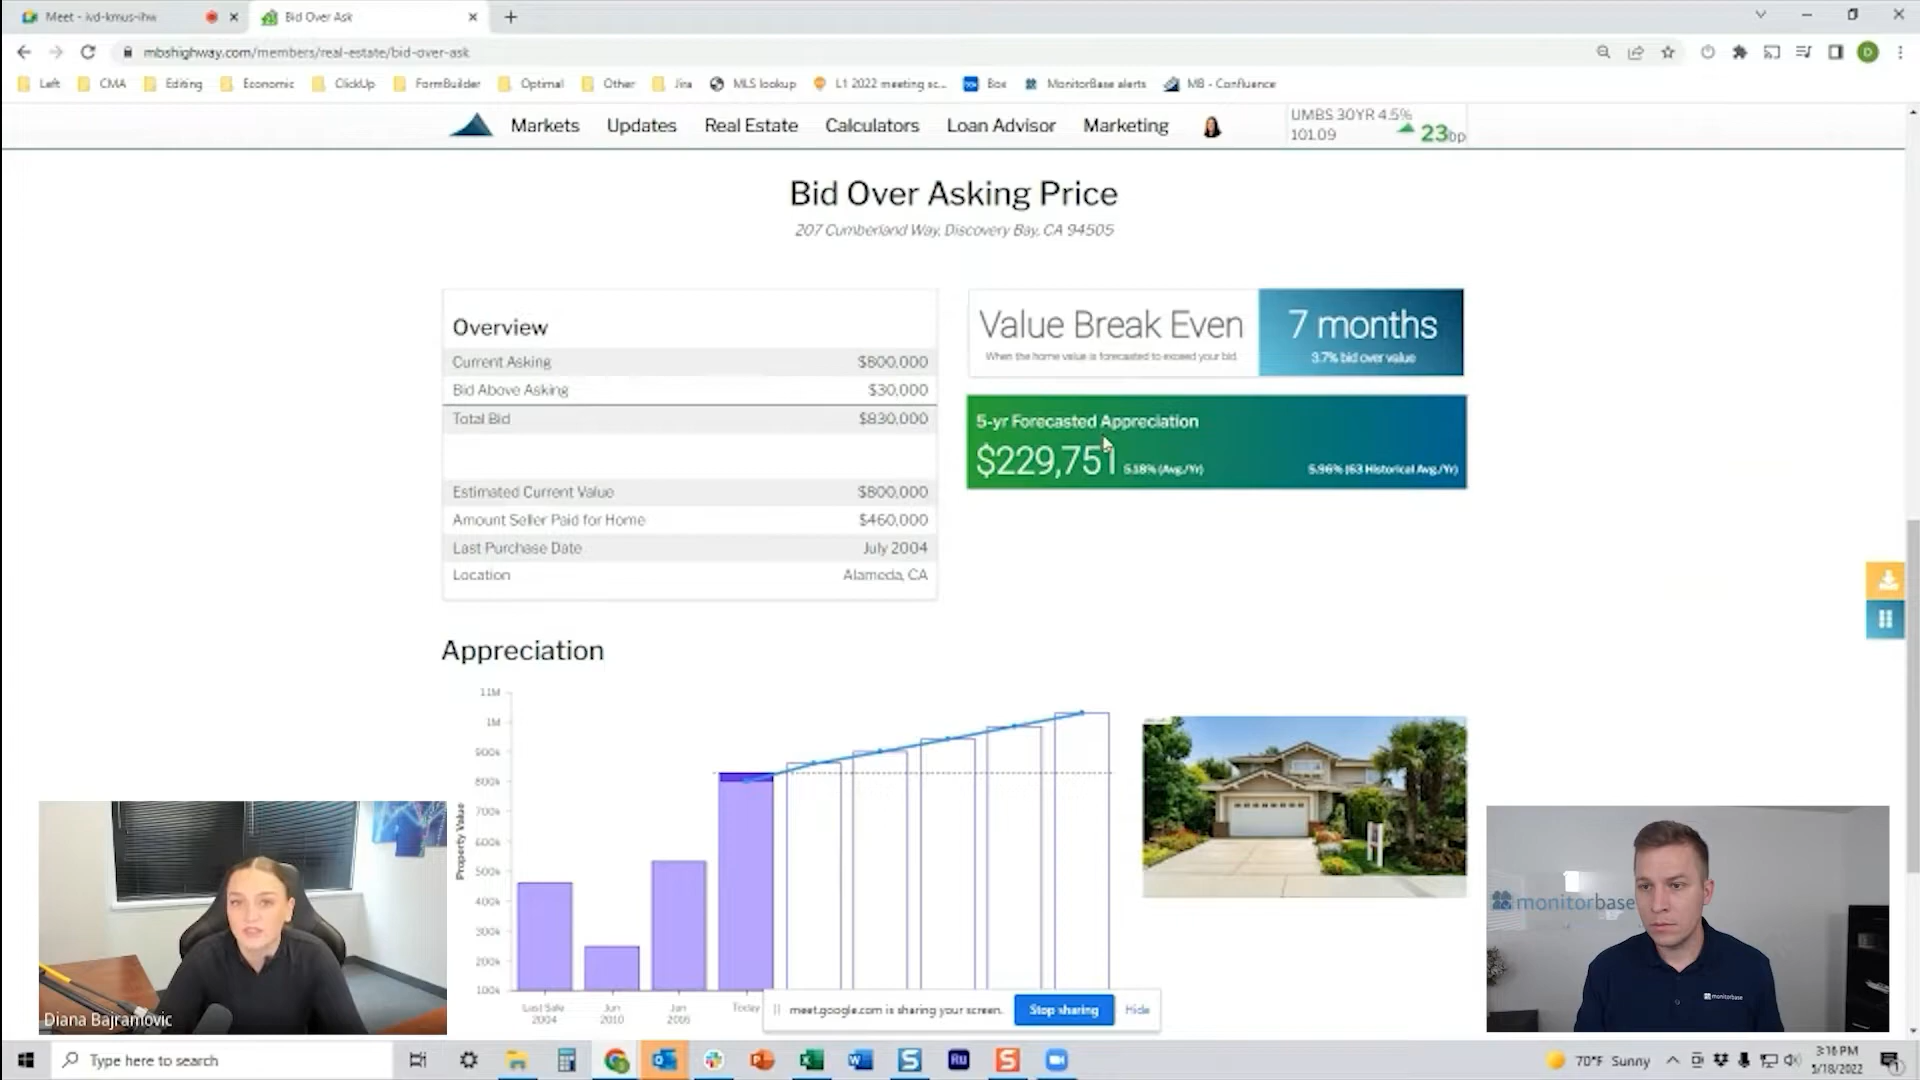 Meet - ivd-kmus-ihw
Bid Over Ask
mbshighway.com/members/real-estate/bid-over-ask
D
Left CMA Editing Economic ClickUp FormBuilder Optimal Other Jira MLS lookup L1 2022 meeting sc... Box MonitorBase alerts MB - Confluence
Markets Updates Real Estate Calculators Loan Advisor Marketing
UMBS 30YR 4.5%
101.09 23bp
Bid Over Asking Price
207 Cumberland Way, Discovery Bay, CA 94505
Overview
Current Asking $800,000
Bid Above Asking $30,000
Total Bid $830,000
Estimated Current Value $800,000
Amount Seller Paid for Home $460,000
Last Purchase Date July 2004
Location Alameda, CA
Value Break Even
When the home value is forecasted to exceed your bid.
7 months
3.7% bid over value
5-yr Forecasted Appreciation
$229,751 5.18% (Avg./Yr) 5.96% (63 Historical Avg./Yr)
Appreciation
Property Value
1.1M
1M
900k
800k
700k
600k
500k
400k
300k
200k
100k
Last Sale
2004
Jun
2010
Jan
Today
meet.google.com is sharing your screen.
Stop sharing
Hide
Diana Bajramovic
monitorbase
monitorbase
Type here to search
Ru
70°F Sunny
3:16 PM
5/18/2022